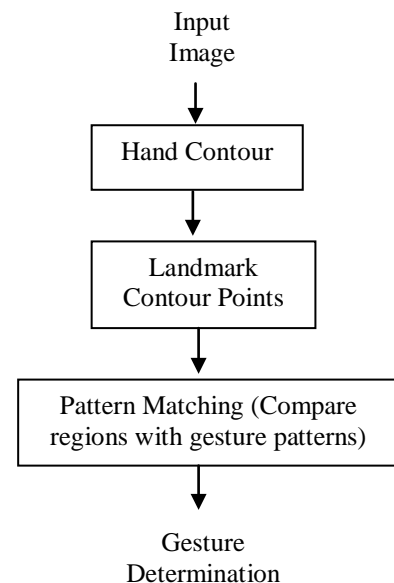 Input
Image
Hand Contour
Landmark
Contour Points
Pattern Matching (Compare
regions with gesture patterns)
Gesture
Determination